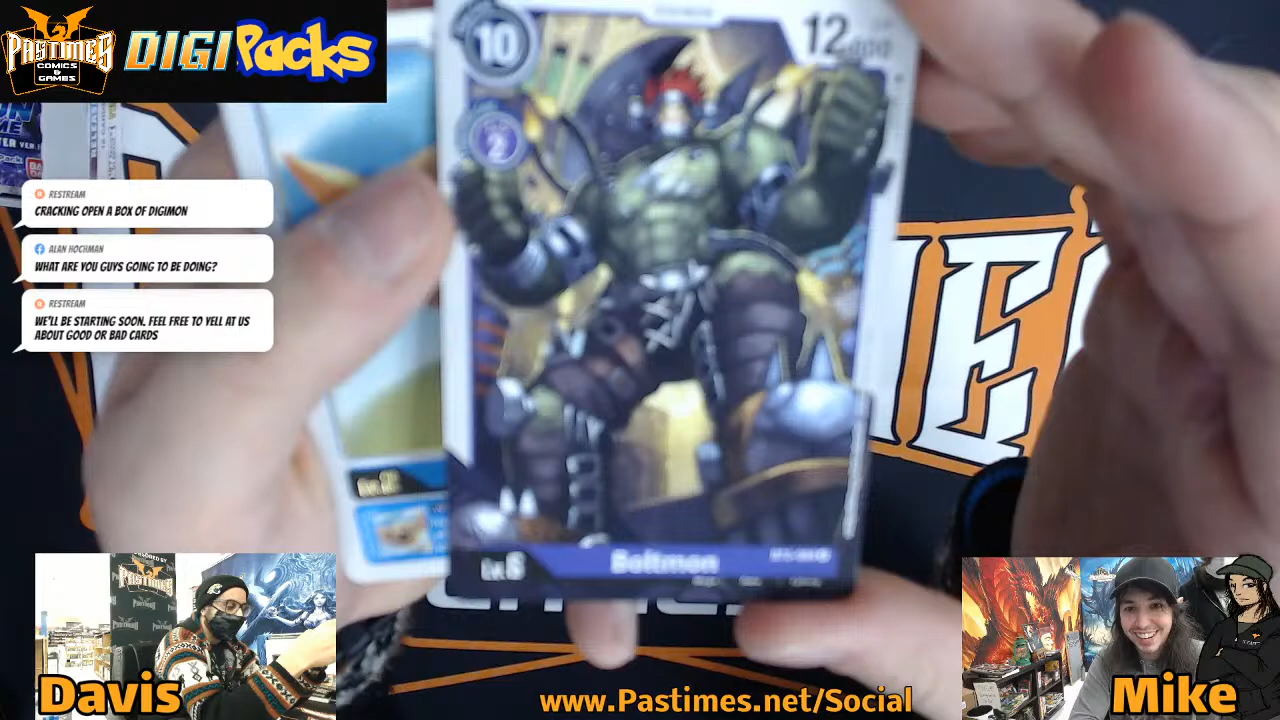 PASTIMES
COMICS
&
GAMES
DIGI Packs
10
12000
2
RESTREAM
CRACKING OPEN A BOX OF DIGIMON
ALAN HOCHMAN
WHAT ARE YOU GUYS GOING TO BE DOING?
RESTREAM
WE'LL BE STARTING SOON. FEEL FREE TO YELL AT US
ABOUT GOOD OR BAD CARDS
Lv.6
Boltmon
PASTIMES
Davis
www.Pastimes.net/Social
Mike